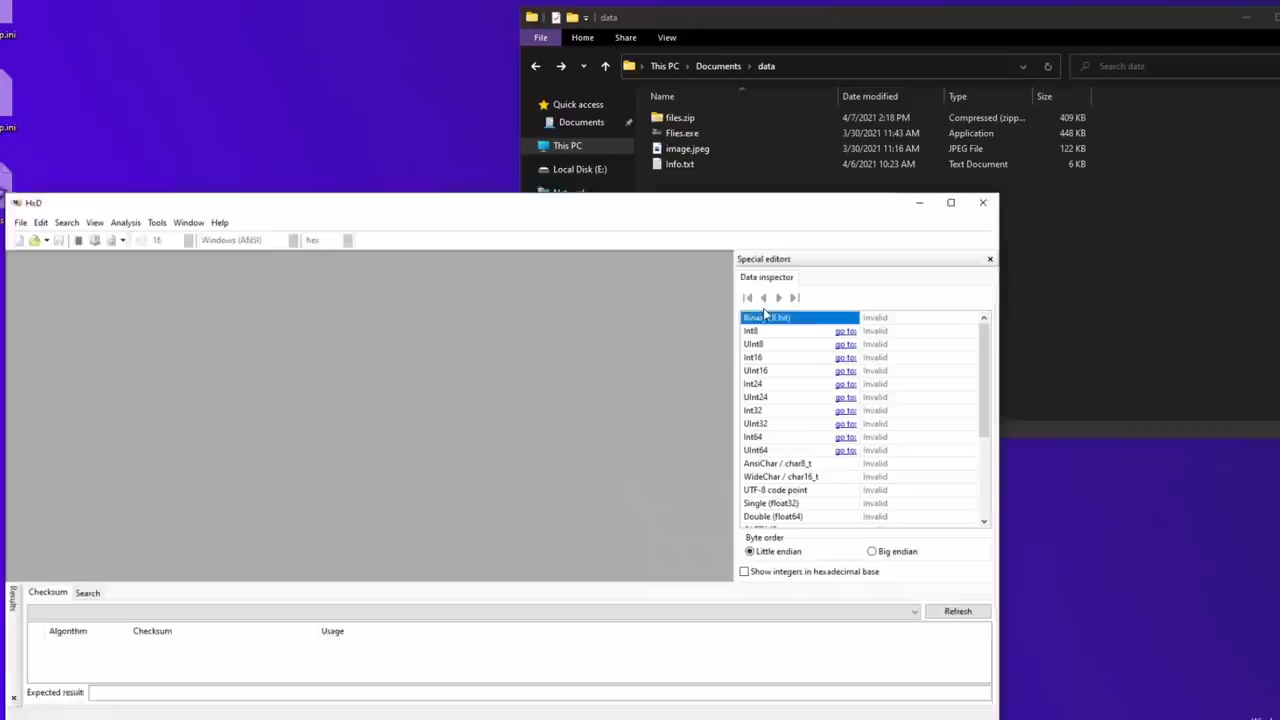 p.ini
p.ini
data
File Home Share View
This PC Documents data
Search data
Name Date modified Type Size
Quick access
Documents
This PC
Local Disk (E:)
files.zip 4/7/2021 2:18 PM Compressed (zipp... 409 KB
Flies.exe 3/30/2021 11:43 AM Application 448 KB
image.jpeg 3/30/2021 11:16 AM JPEG File 122 KB
Info.txt 4/6/2021 10:23 AM Text Document 6 KB
HxD
File Edit Search View Analysis Tools Window Help
16 Windows (ANSI) hex
Special editors
Data inspector
Binary (8 bit) Invalid
Int8 go to: Invalid
UInt8 go to: Invalid
Int16 go to: Invalid
UInt16 go to: Invalid
Int24 go to: Invalid
UInt24 go to: Invalid
Int32 go to: Invalid
UInt32 go to: Invalid
Int64 go to: Invalid
UInt64 go to: Invalid
AnsiChar / char8_t Invalid
WideChar / char16_t Invalid
UTF-8 code point Invalid
Single (float32) Invalid
Double (float64) Invalid
Byte order
Little endian Big endian
Show integers in hexadecimal base
Results
Checksum Search
Refresh
Algorithm Checksum Usage
Expected result: